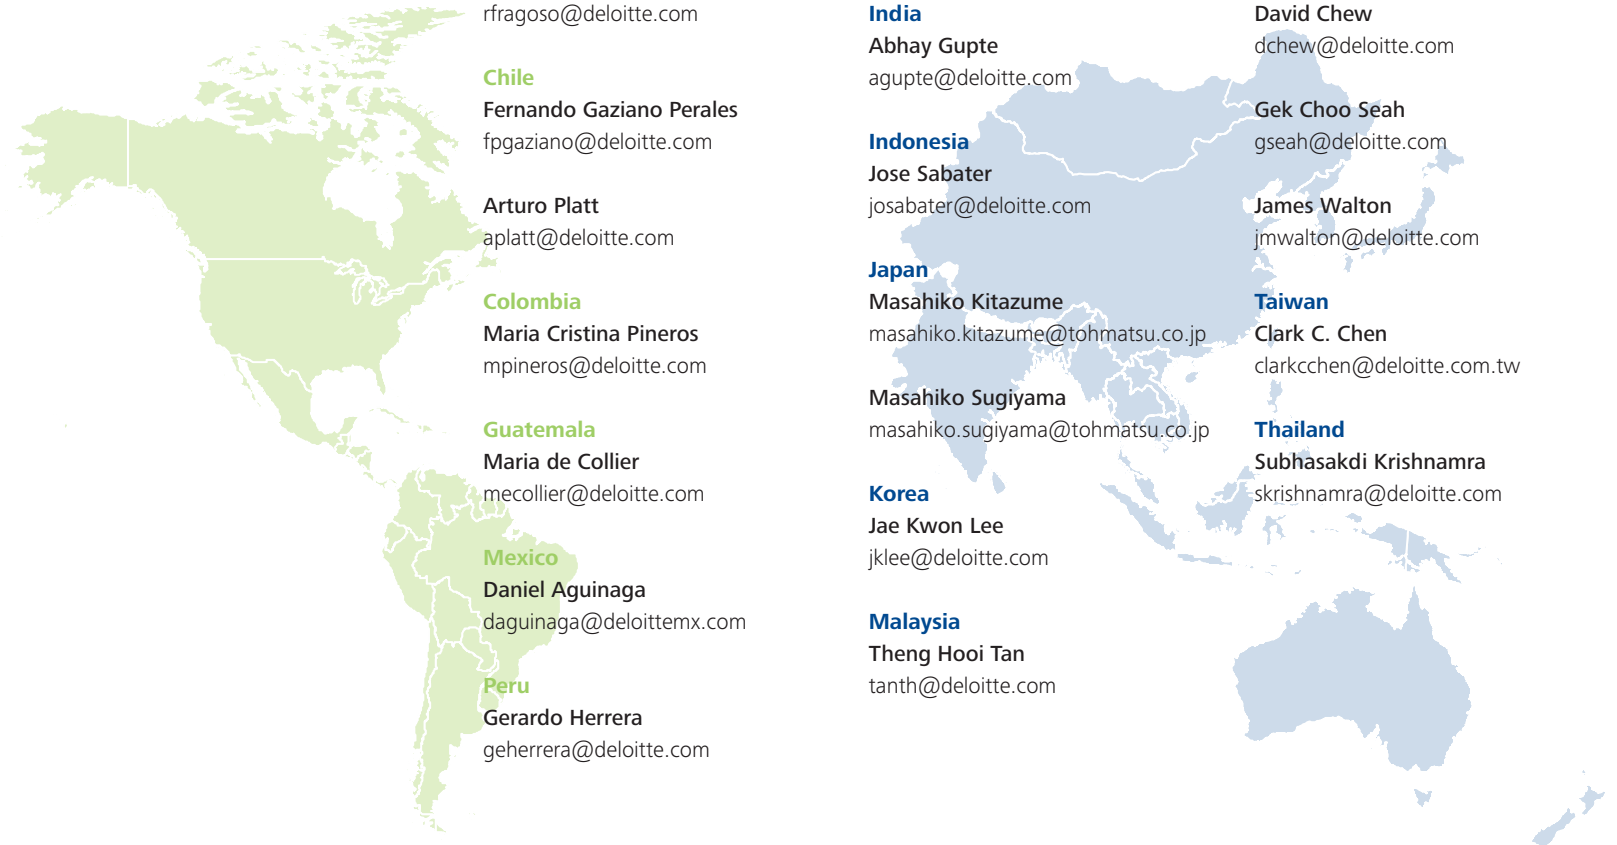 rfragoso@deloitte.com
Chile
Fernando Gaziano Perales
fpgaziano@deloitte.com
Arturo Platt
aplatt@deloitte.com
Colombia
Maria Cristina Pineros
mpineros@deloitte.com
Guatemala
Maria de Collier
mecollier@deloitte.com
Mexico
Daniel Aguinaga
daguinaga@deloittemx.com
Peru
Gerardo Herrera
geherrera@deloitte.com
India
Abhay Gupte
agupte@deloitte.com
Indonesia
Jose Sabater
josabater@deloitte.com
Japan
Masahiko Kitazume
masahiko.kitazume@tohmatsu.co.jp
Masahiko Sugiyama
masahiko.sugiyama@tohmatsu.co.jp
Korea
Jae Kwon Lee
jklee@deloitte.com
Malaysia
Theng Hooi Tan
tanth@deloitte.com
David Chew
dchew@deloitte.com
Gek Choo Seah
gseah@deloitte.com
James Walton
jmwalton@deloitte.com
Taiwan
Clark C. Chen
clarkcchen@deloitte.com.tw
Thailand
Subhasakdi Krishnamra
skrishnamra@deloitte.com